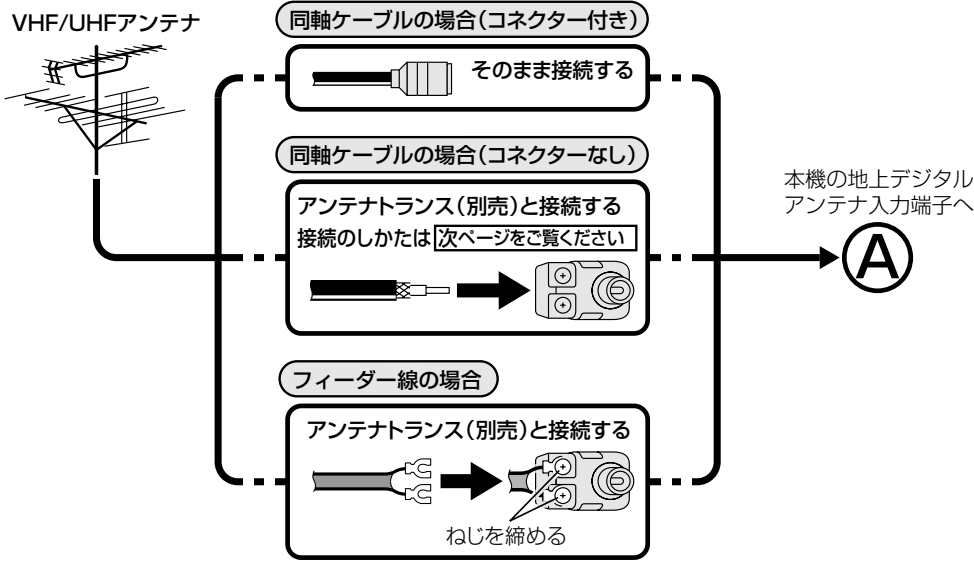 VHF/UHFアンテナ
同軸ケーブルの場合（コネクター付き）
そのまま接続する
同軸ケーブルの場合（コネクターなし）
アンテナトランス（別売）と接続する
接続のしかたは 次ページをご覧ください
フィーダー線の場合
アンテナトランス（別売）と接続する
ねじを締める
本機の地上デジタル
アンテナ入力端子へ
A